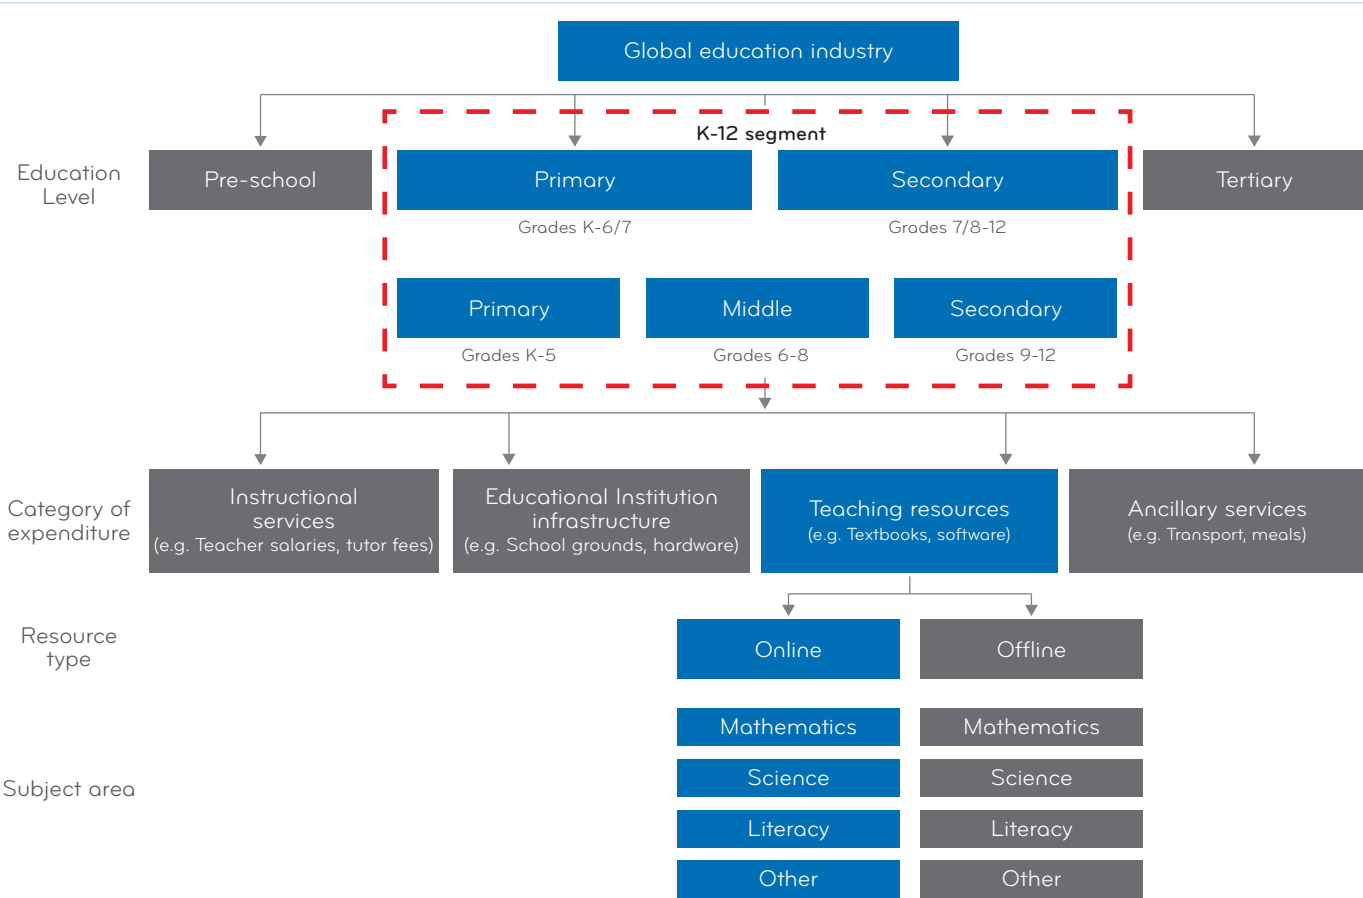 Global education industry
K-12 segment
Education
Level
Pre-school
Primary
Secondary
Tertiary
Grades K-6/7
Grades 7/8-12
Primary
Middle
Secondary
Grades K-5
Grades 6-8
Grades 9-12
Category of
expenditure
Instructional
services
(e.g. Teacher salaries, tutor fees)
Educational Institution
infrastructure
(e.g. School grounds, hardware)
Teaching resources
(e.g. Textbooks, software)
Ancillary services
(e.g. Transport, meals)
Resource
type
Online
Offline
Subject area
Mathematics
Mathematics
Science
Science
Literacy
Literacy
Other
Other